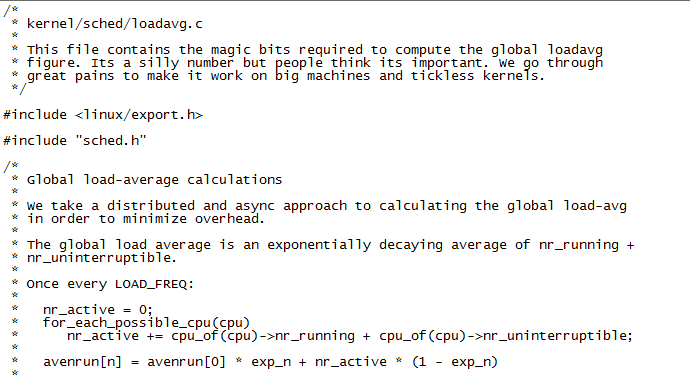 /*
 * kernel/sched/loadavg.c
 *
 * This file contains the magic bits required to compute the global loadavg
 * figure. Its a silly number but people think its important. We go through
 * great pains to make it work on big machines and tickless kernels.
 */

#include <linux/export.h>

#include "sched.h"

/*
 * Global load-average calculations
 *
 * We take a distributed and async approach to calculating the global load-avg
 * in order to minimize overhead.
 *
 * The global load average is an exponentially decaying average of nr_running +
 * nr_uninterruptible.
 *
 * Once every LOAD_FREQ:
 *
 *   nr_active = 0;
 *   for_each_possible_cpu(cpu)
 *      nr_active += cpu_of(cpu)->nr_running + cpu_of(cpu)->nr_uninterruptible;
 *
 *   avenrun[n] = avenrun[0] * exp_n + nr_active * (1 - exp_n)
 *